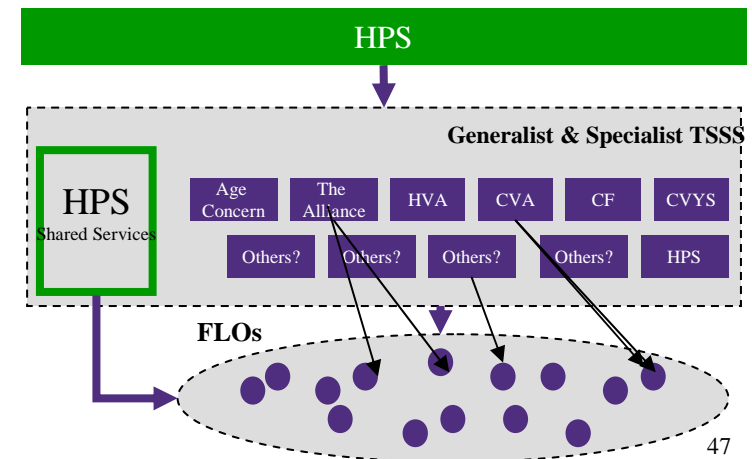 HPS
Generalist & Specialist TSSS
HPS
Shared Services
Age
Concern
The
Alliance
HVA
CVA
CF
CVYS
Others?
Others?
Others?
Others?
HPS
FLOs
47